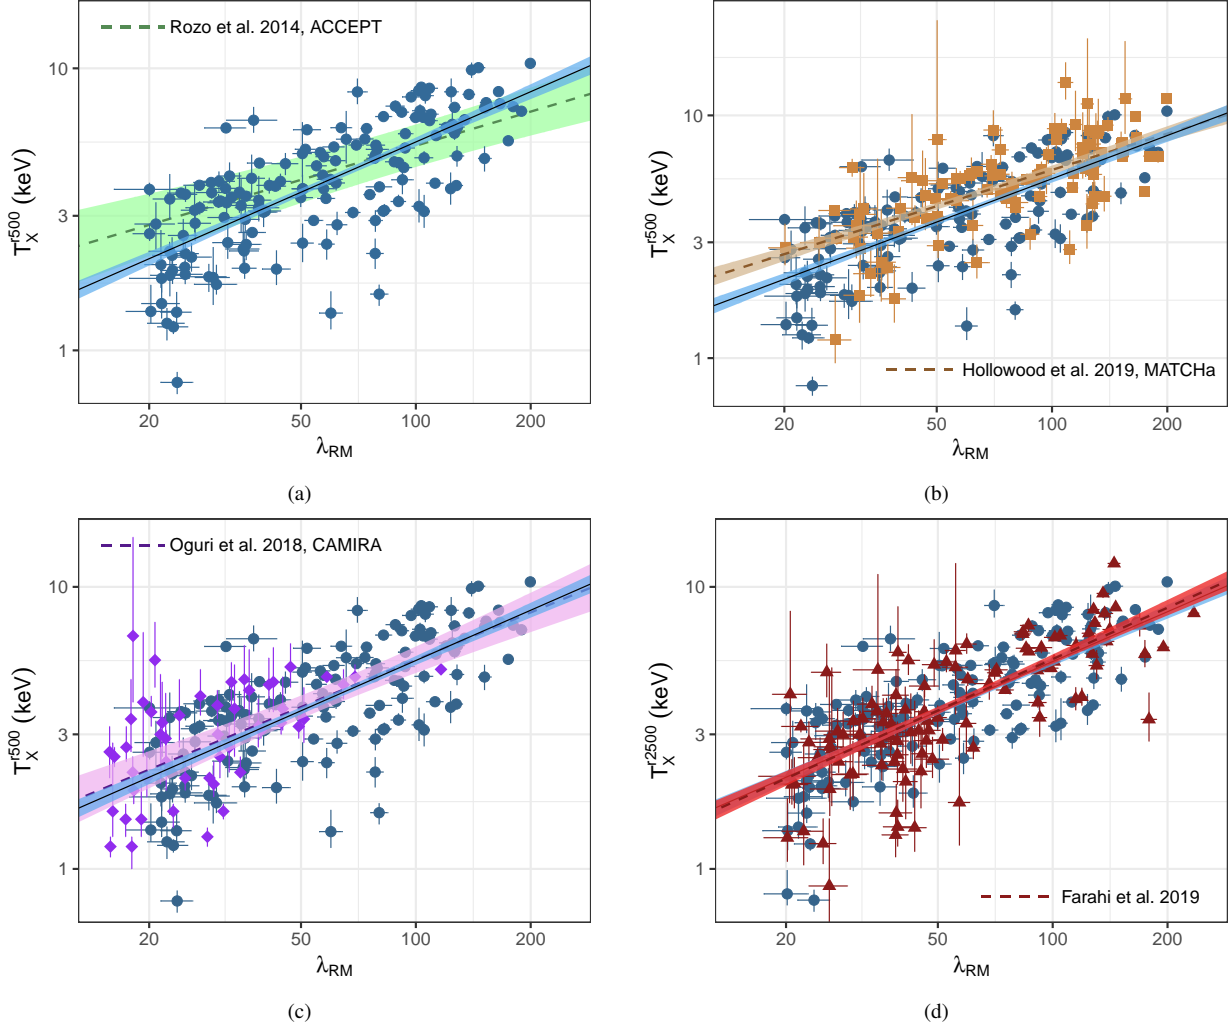 Rozo et al. 2014, ACCEPT
10
3
1
T_X^r500 (keV)
20 50 100 200
λ_RM
(a)
10
3
1
T_X^r500 (keV)
Hollowood et al. 2019, MATCHa
20 50 100 200
λ_RM
(b)
Oguri et al. 2018, CAMIRA
10
3
1
T_X^r500 (keV)
20 50 100 200
λ_RM
(c)
10
3
1
T_X^r2500 (keV)
Farahi et al. 2019
20 50 100 200
λ_RM
(d)